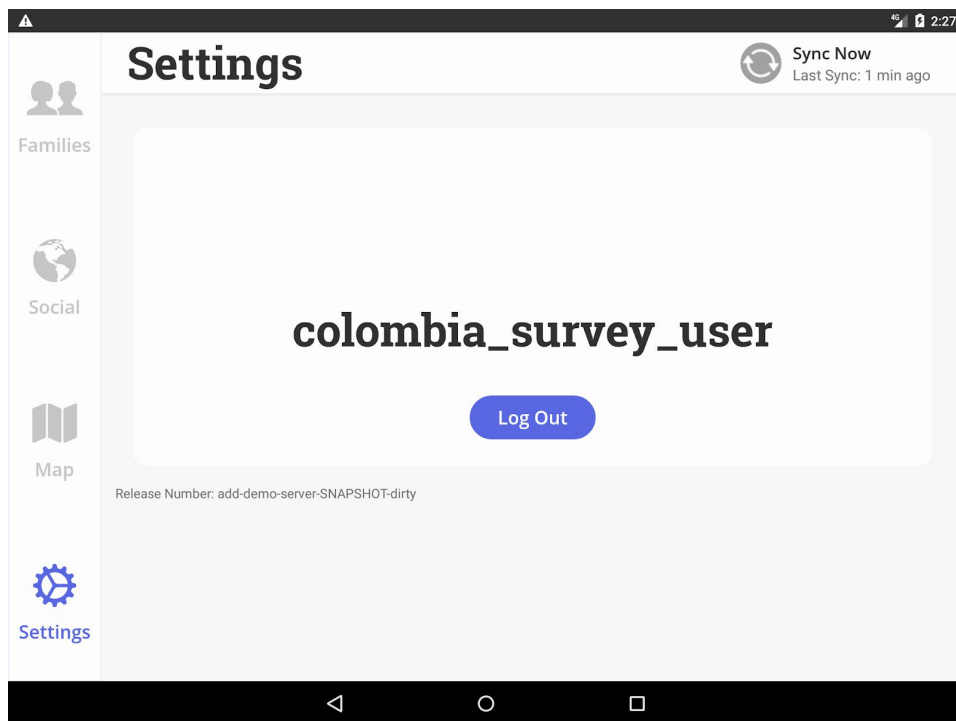 4G 2:27
Settings
Sync Now
Last Sync: 1 min ago
Families
Social
Map
Settings
colombia_survey_user
Log Out
Release Number: add-demo-server-SNAPSHOT-dirty